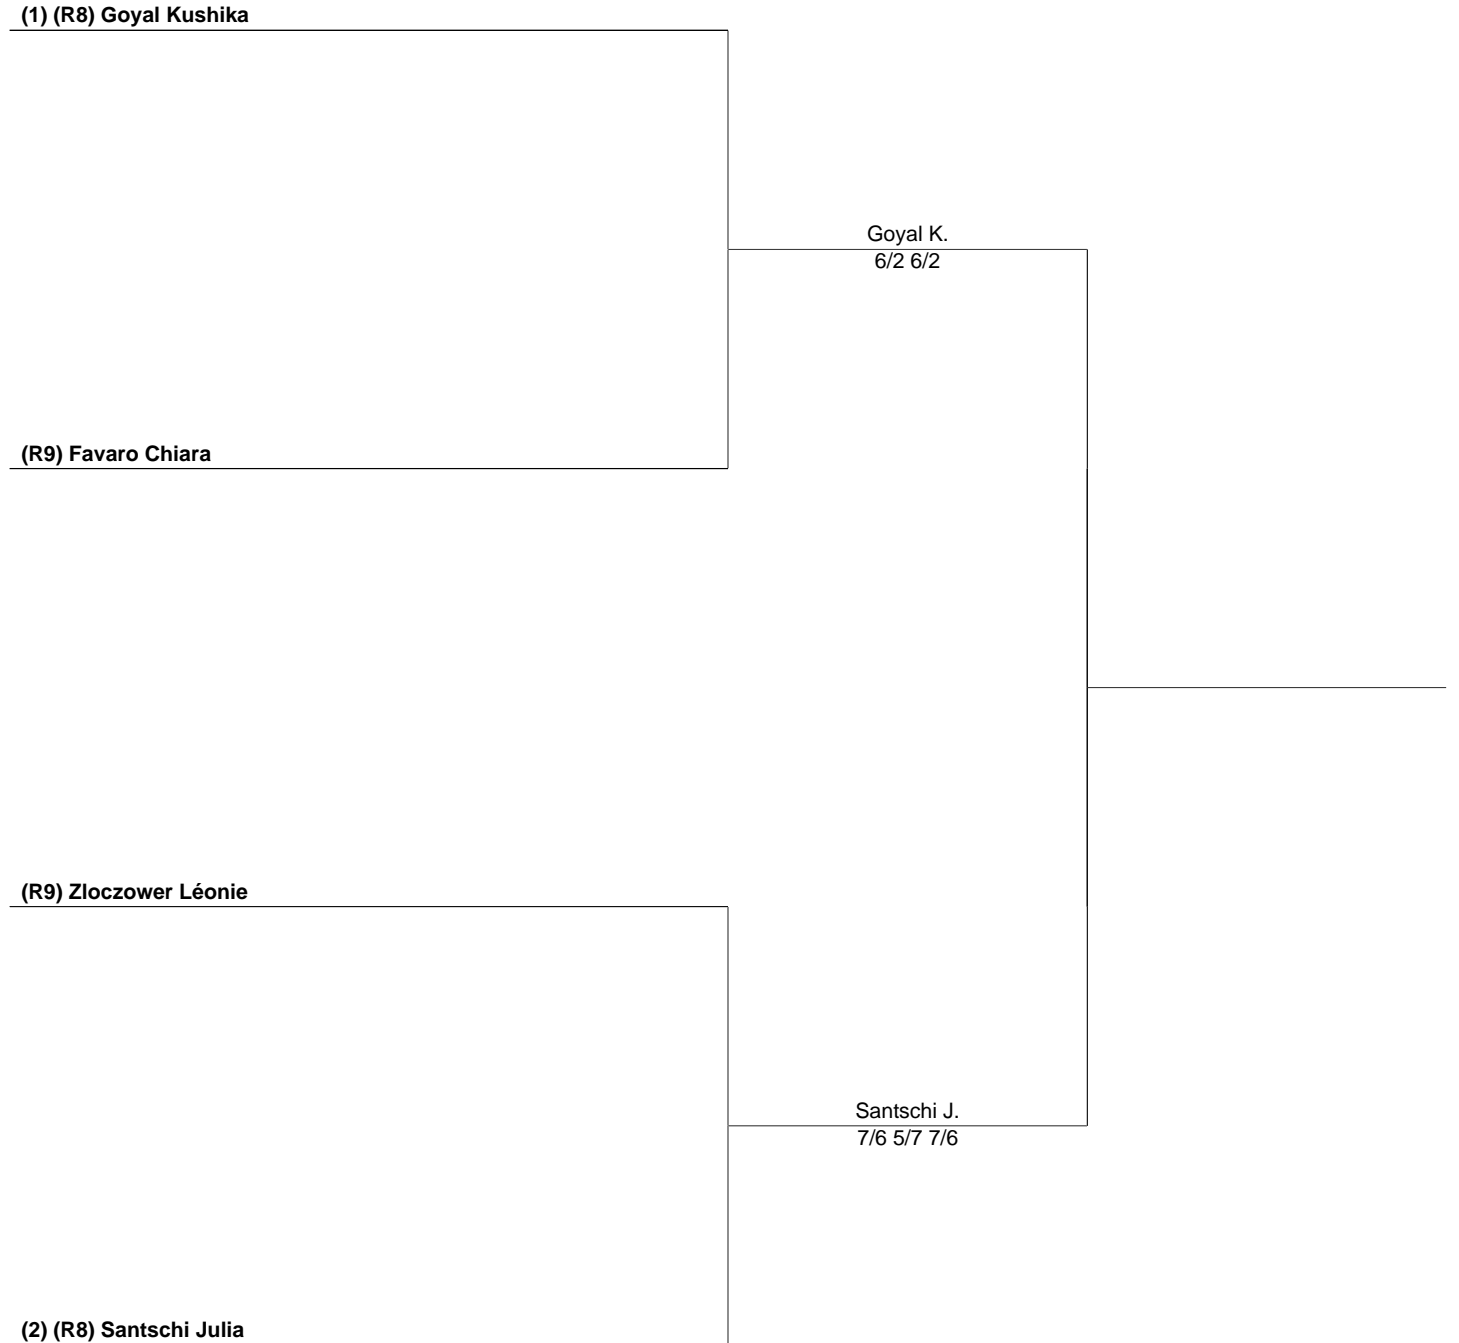 (1) (R8) Goyal Kushika
Goyal K.
6/2 6/2
(R9) Favaro Chiara
(R9) Zloczower Léonie
Santschi J.
7/6 5/7 7/6
(2) (R8) Santschi Julia